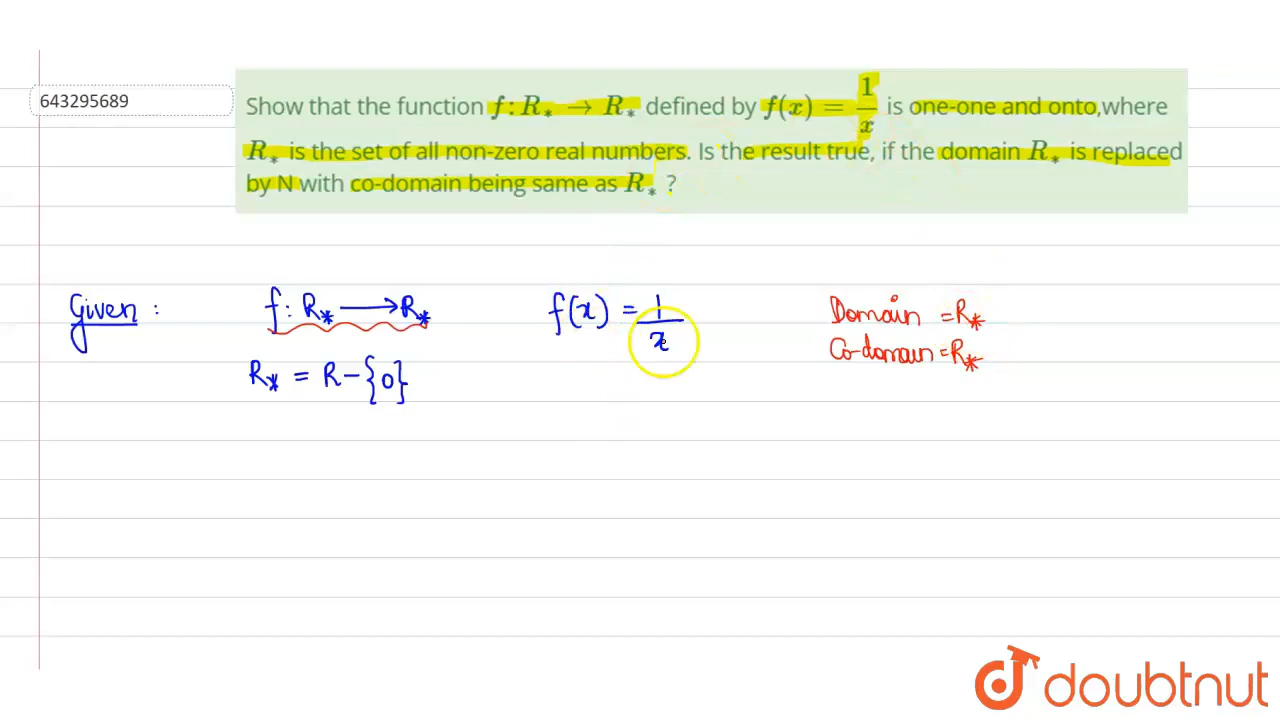 643295689
Show that the function f : R* → R* defined by f(x) = 1/x is one-one and onto,where
R* is the set of all non-zero real numbers. Is the result true, if the domain R* is replaced
by N with co-domain being same as R* ?
Given : f : R* → R* f(x) = 1/x Domain = R*
Co-domain = R*
R* = R - {0}
doubtnut